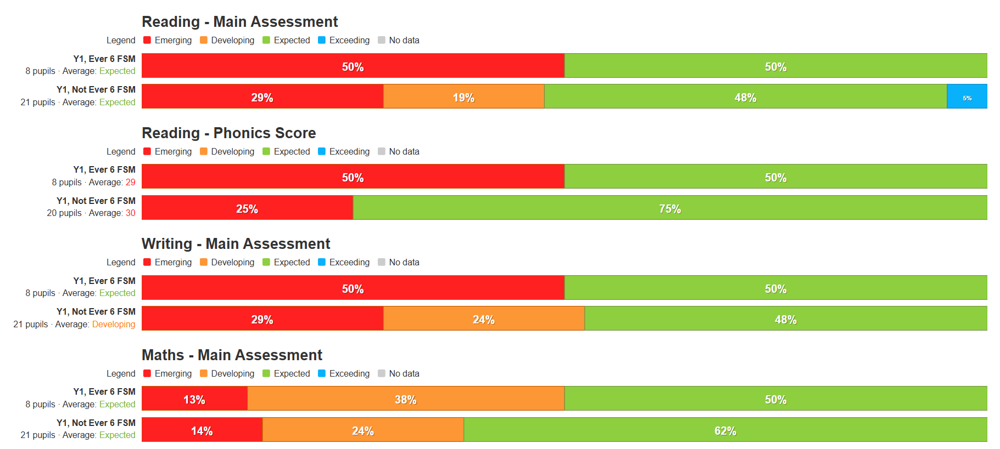 Reading - Main Assessment
Legend Emerging Developing Expected Exceeding No data
Y1, Ever 6 FSM
8 pupils · Average: Expected
50% 50%
Y1, Not Ever 6 FSM
21 pupils · Average: Expected
29% 19% 48% 5%
Reading - Phonics Score
Legend Emerging Developing Expected Exceeding No data
Y1, Ever 6 FSM
8 pupils · Average: 29
50% 50%
Y1, Not Ever 6 FSM
20 pupils · Average: 30
25% 75%
Writing - Main Assessment
Legend Emerging Developing Expected Exceeding No data
Y1, Ever 6 FSM
8 pupils · Average: Expected
50% 50%
Y1, Not Ever 6 FSM
21 pupils · Average: Developing
29% 24% 48%
Maths - Main Assessment
Legend Emerging Developing Expected Exceeding No data
Y1, Ever 6 FSM
8 pupils · Average: Expected
13% 38% 50%
Y1, Not Ever 6 FSM
21 pupils · Average: Expected
14% 24% 62%